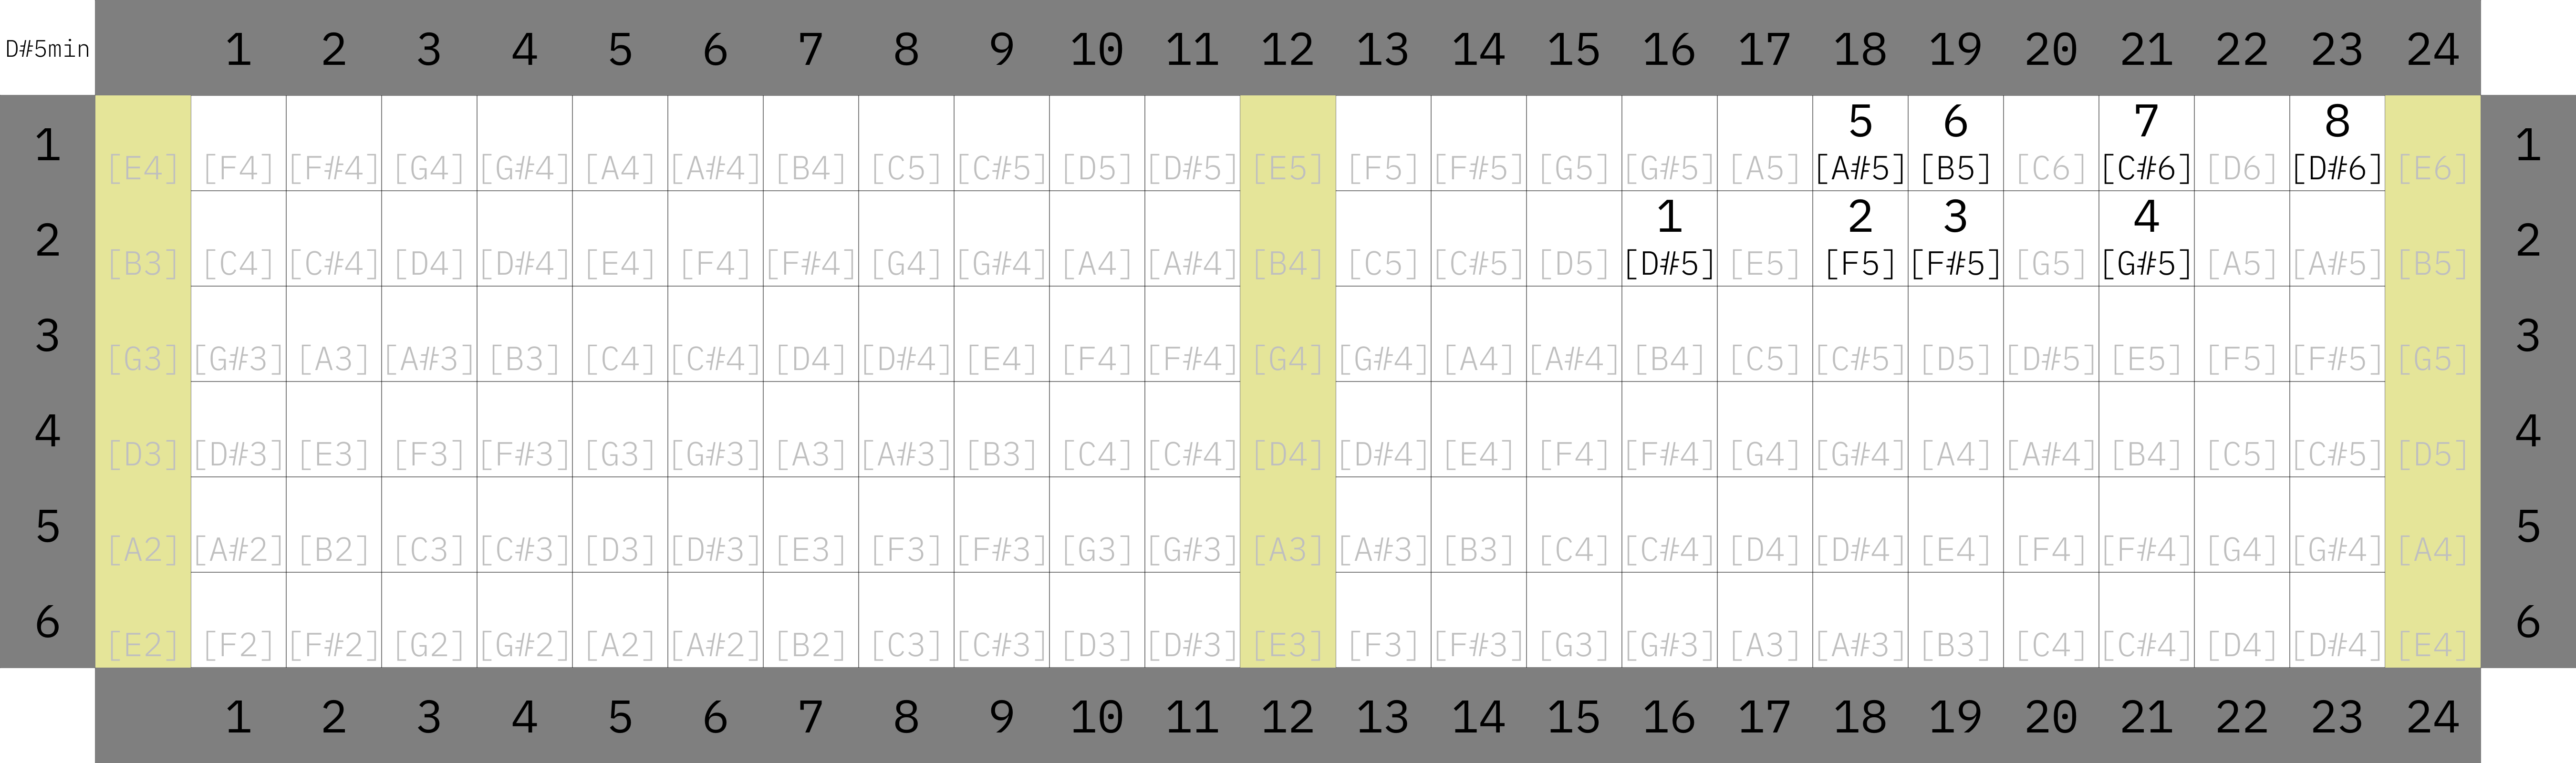 D#5min 1 2 3 4 5 6 7 8 9 10 11 12 13 14 15 16 17 18 19 20 21 22 23 24
5 6 7 8
1 [E4] [F4] [F#4] [G4] [G#4] [A4] [A#4] [B4] [C5] [C#5] [D5] [D#5] [E5] [F5] [F#5] [G5] [G#5] [A5] [A#5] [B5] [C6] [C#6] [D6] [D#6] [E6] 1
1 2 3 4
2 [B3] [C4] [C#4] [D4] [D#4] [E4] [F4] [F#4] [G4] [G#4] [A4] [A#4] [B4] [C5] [C#5] [D5] [D#5] [E5] [F5] [F#5] [G5] [G#5] [A5] [A#5] [B5] 2
3 [G3] [G#3] [A3] [A#3] [B3] [C4] [C#4] [D4] [D#4] [E4] [F4] [F#4] [G4] [G#4] [A4] [A#4] [B4] [C5] [C#5] [D5] [D#5] [E5] [F5] [F#5] [G5] 3
4 [D3] [D#3] [E3] [F3] [F#3] [G3] [G#3] [A3] [A#3] [B3] [C4] [C#4] [D4] [D#4] [E4] [F4] [F#4] [G4] [G#4] [A4] [A#4] [B4] [C5] [C#5] [D5] 4
5 [A2] [A#2] [B2] [C3] [C#3] [D3] [D#3] [E3] [F3] [F#3] [G3] [G#3] [A3] [A#3] [B3] [C4] [C#4] [D4] [D#4] [E4] [F4] [F#4] [G4] [G#4] [A4] 5
6 [E2] [F2] [F#2] [G2] [G#2] [A2] [A#2] [B2] [C3] [C#3] [D3] [D#3] [E3] [F3] [F#3] [G3] [G#3] [A3] [A#3] [B3] [C4] [C#4] [D4] [D#4] [E4] 6
1 2 3 4 5 6 7 8 9 10 11 12 13 14 15 16 17 18 19 20 21 22 23 24